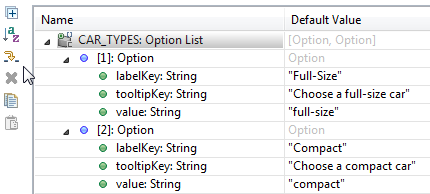 Name Default Value
CAR_TYPES: Option List [Option, Option]
[1]: Option Option
labelKey: String "Full-Size"
tooltipKey: String "Choose a full-size car"
value: String "full-size"
[2]: Option Option
labelKey: String "Compact"
tooltipKey: String "Choose a compact car"
value: String "compact"